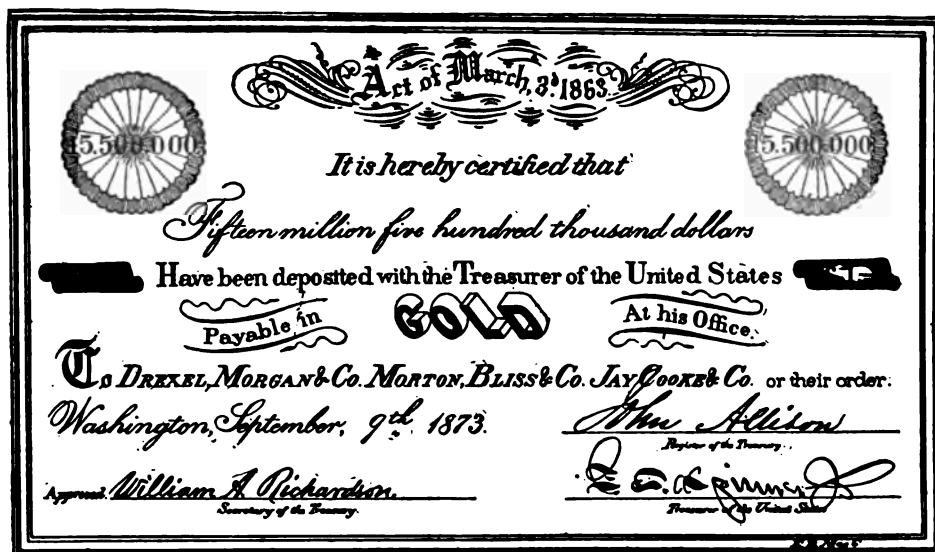 Act of March, 3d. 1863.
15.500.000 15.500.000
It is hereby certified that
Fifteen million five hundred thousand dollars
Have been deposited with the Treasurer of the United States
Payable in GOLD At his Office.
To DREXEL, MORGAN & Co. MORTON, BLISS & Co. JAY COOKE & Co. or their order.
Washington, September, 9th. 1873. John Allison
Register of the Treasury.
Approved. William A Richardson.
Secretary of the Treasury. Treasurer of the United States